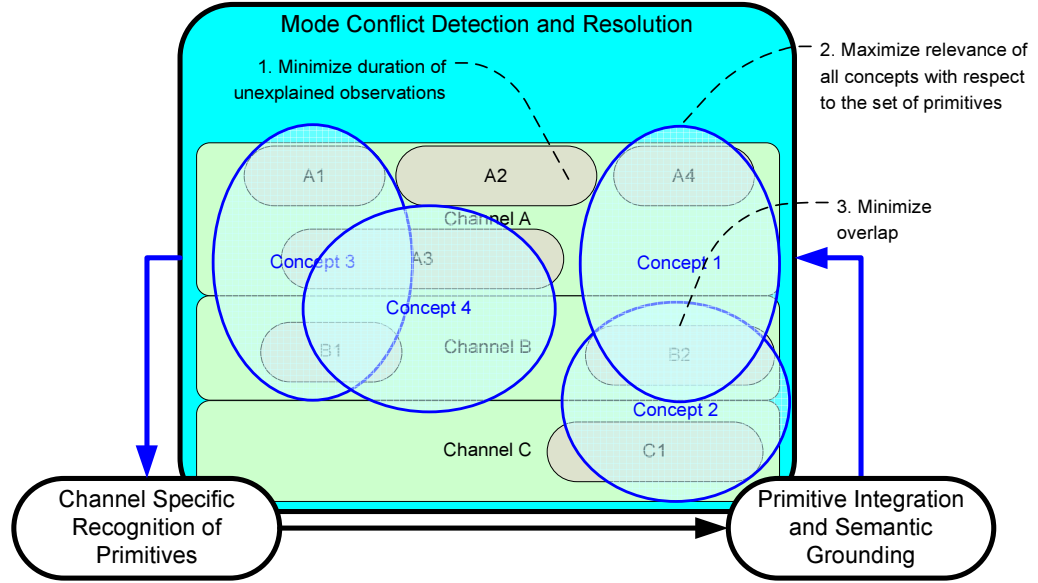 Mode Conflict Detection and Resolution
1. Minimize duration of
unexplained observations
2. Maximize relevance of
all concepts with respect
to the set of primitives
A1
A2
A4
Channel A
3. Minimize
overlap
Concept 3
A3
Concept 1
Concept 4
B1
Channel B
B2
Concept 2
Channel C
C1
Channel Specific
Recognition of
Primitives
Primitive Integration
and Semantic
Grounding